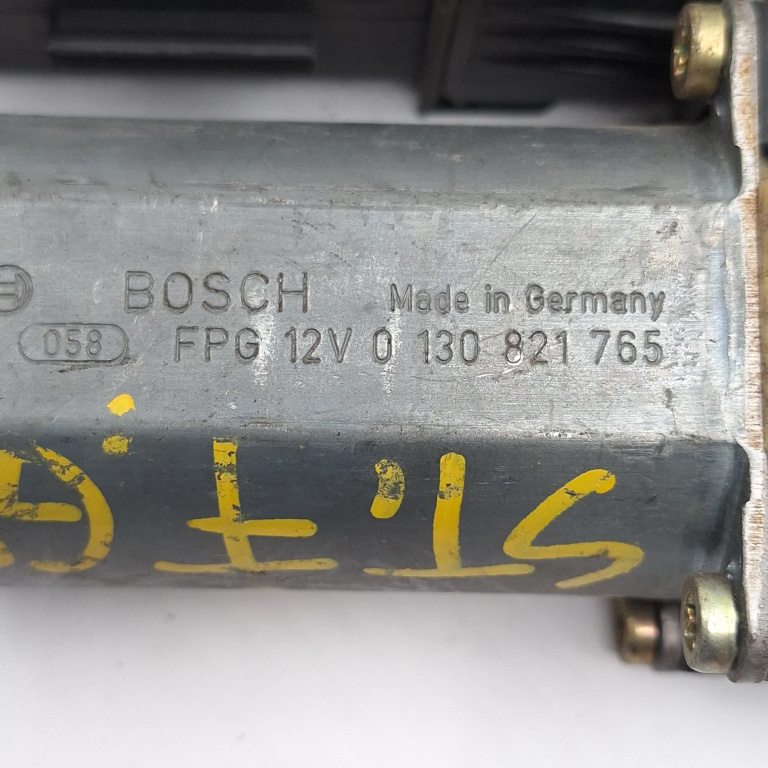 BOSCH Made in Germany
058 FPG 12V 0 130 821 765